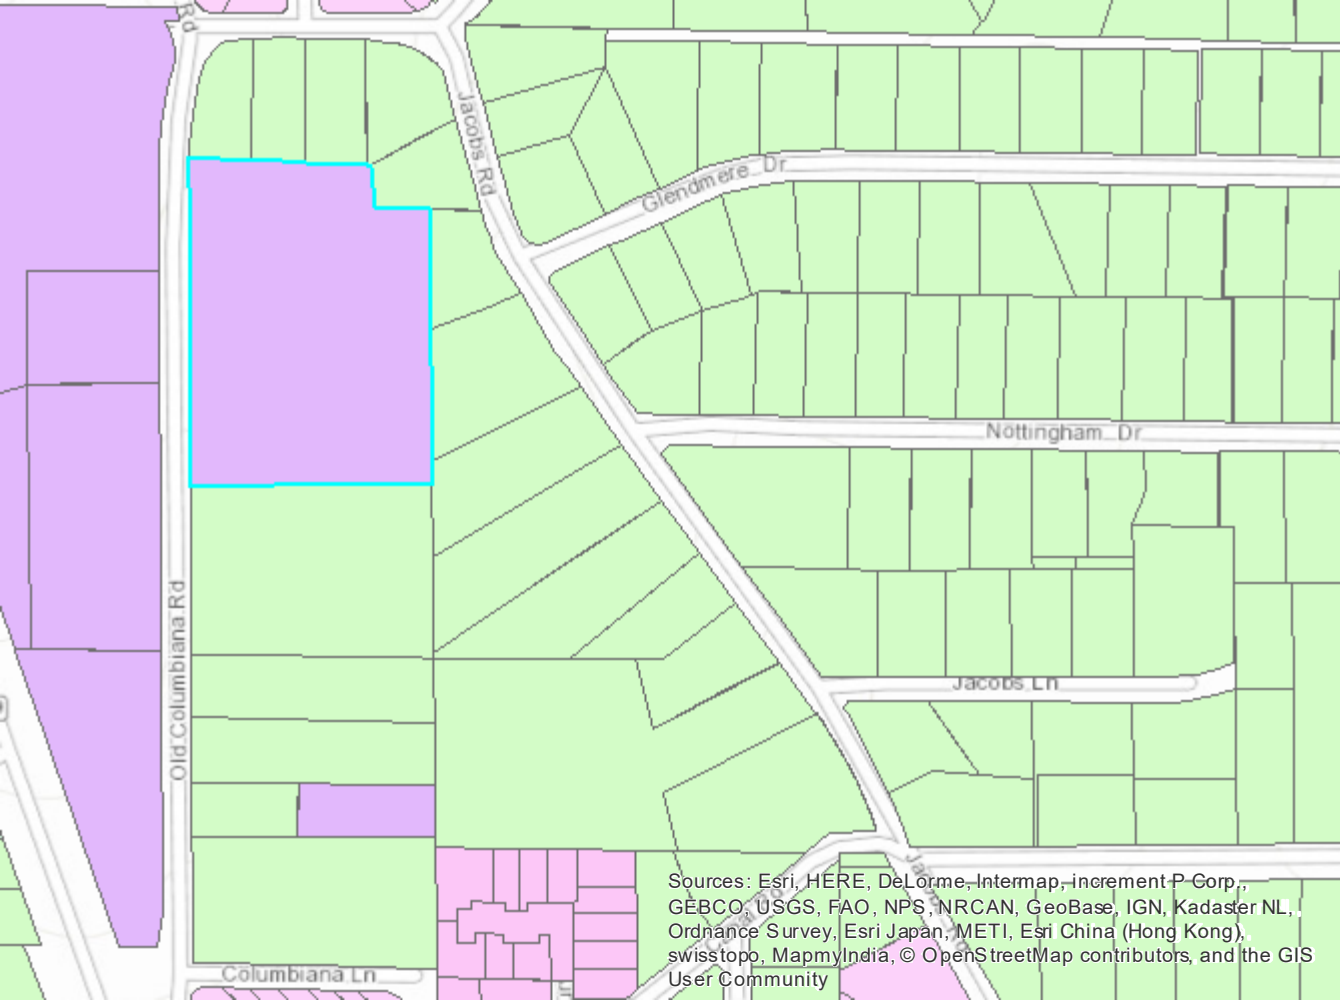 Rd
Jacobs Rd
Glendmere Dr
Nottingham Dr
Old Columbiana Rd
Jacobs Ln
Columbiana Ln
Sources: Esri, HERE, DeLorme, Intermap, increment P Corp.,
GEBCO, USGS, FAO, NPS, NRCAN, GeoBase, IGN, Kadaster NL,
Ordnance Survey, Esri Japan, METI, Esri China (Hong Kong),
swisstopo, MapmyIndia, © OpenStreetMap contributors, and the GIS
User Community